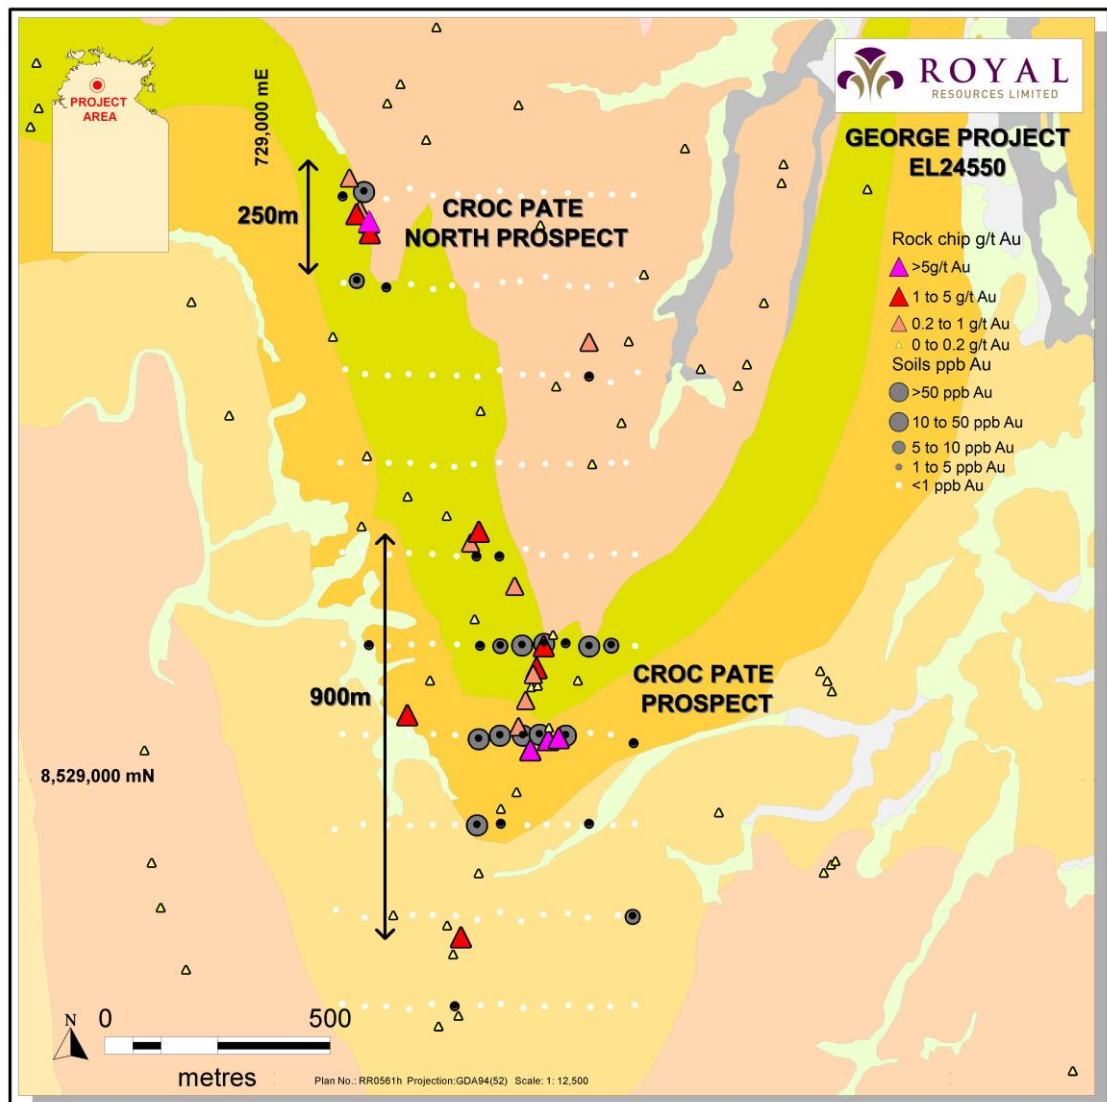 PROJECT
AREA
729,000 mE
ROYAL
RESOURCES LIMITED
GEORGE PROJECT
EL24550
250m
CROC PATE
NORTH PROSPECT
Rock chip g/t Au
>5g/t Au
1 to 5 g/t Au
0.2 to 1 g/t Au
0 to 0.2 g/t Au
Soils ppb Au
>50 ppb Au
10 to 50 ppb Au
5 to 10 ppb Au
1 to 5 ppb Au
<1 ppb Au
900m
CROC PATE
PROSPECT
8,529,000 mN
N
0 500
metres
Plan No.: RR0561h Projection:GDA94(52) Scale: 1: 12,500